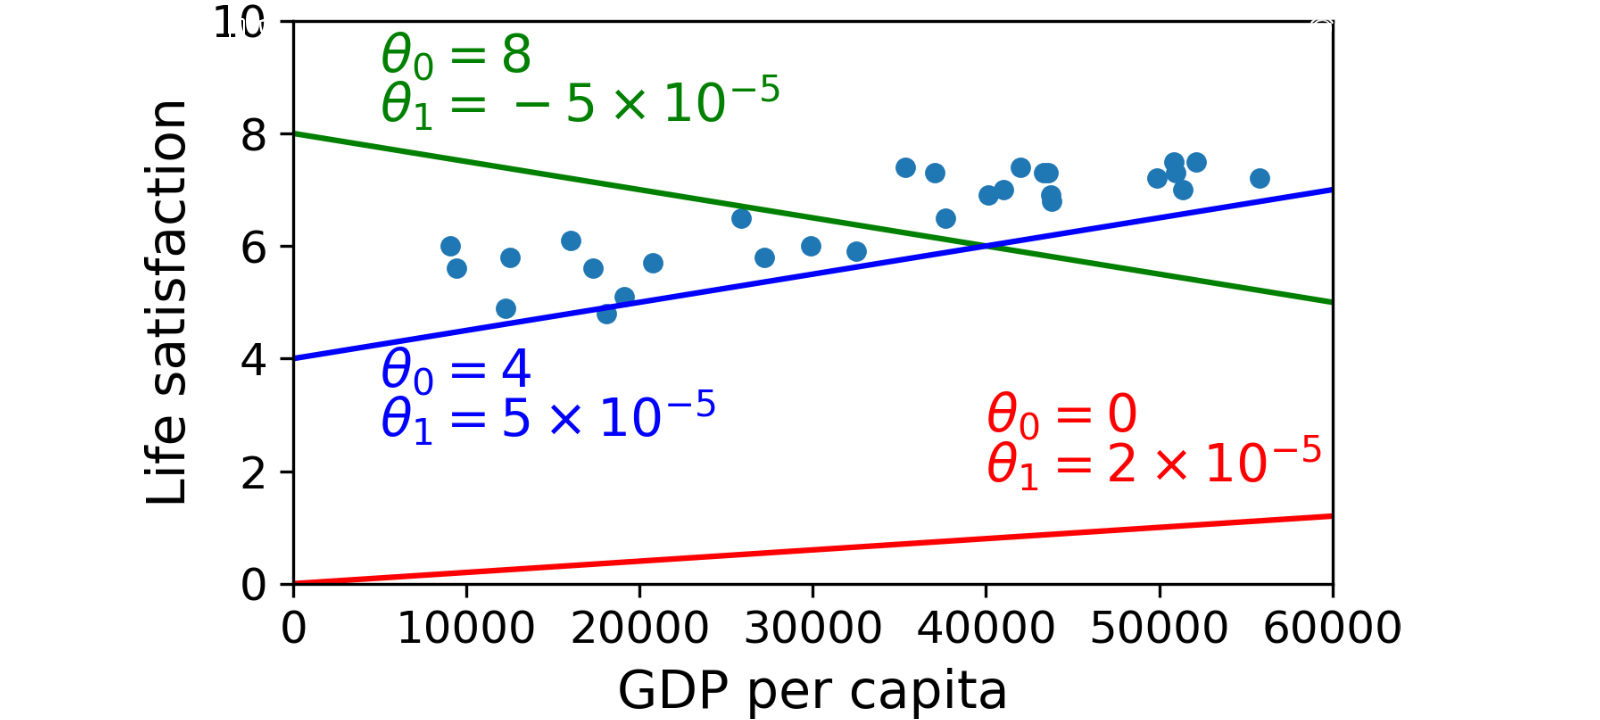 10
θ₀ = 8
θ₁ = − 5 × 10⁻⁵
8
6
4
2
0
Life satisfaction
θ₀ = 4
θ₁ = 5 × 10⁻⁵
θ₀ = 0
θ₁ = 2 × 10⁻⁵
0 10000 20000 30000 40000 50000 60000
GDP per capita